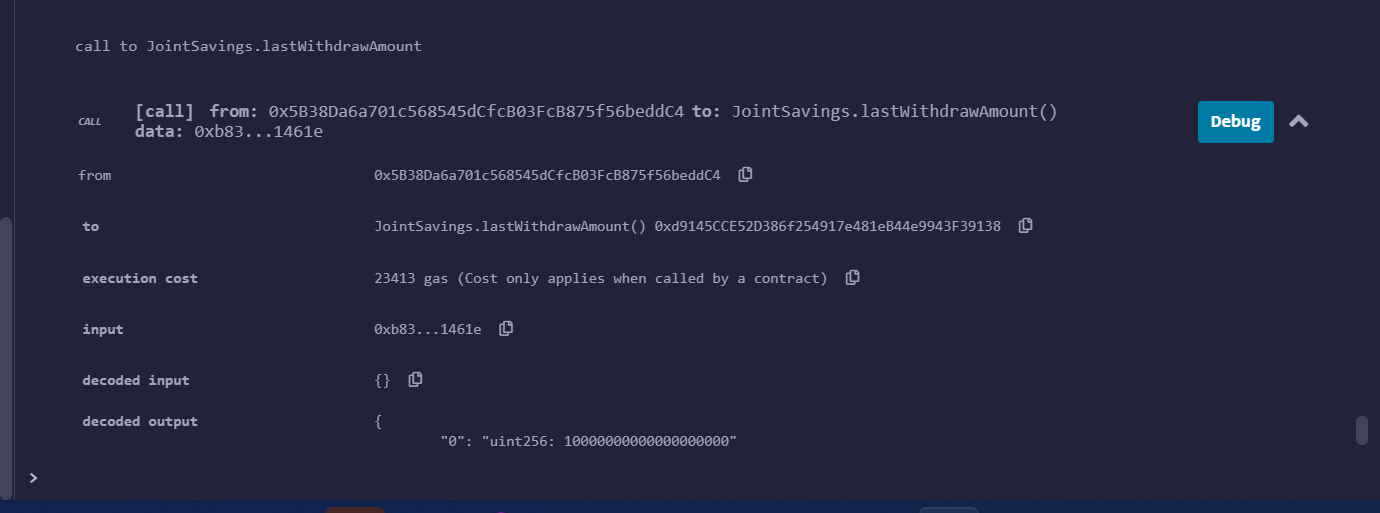 call to JointSavings.lastWithdrawAmount
CALL [call] from: 0x5B38Da6a701c568545dCfcB03FcB875f56beddC4 to: JointSavings.lastWithdrawAmount()
data: 0xb83...1461e
Debug
from 0x5B38Da6a701c568545dCfcB03FcB875f56beddC4
to JointSavings.lastWithdrawAmount() 0xd9145CCE52D386f254917e481eB44e9943F39138
execution cost 23413 gas (Cost only applies when called by a contract)
input 0xb83...1461e
decoded input {}
decoded output {
"0": "uint256: 10000000000000000000"
>